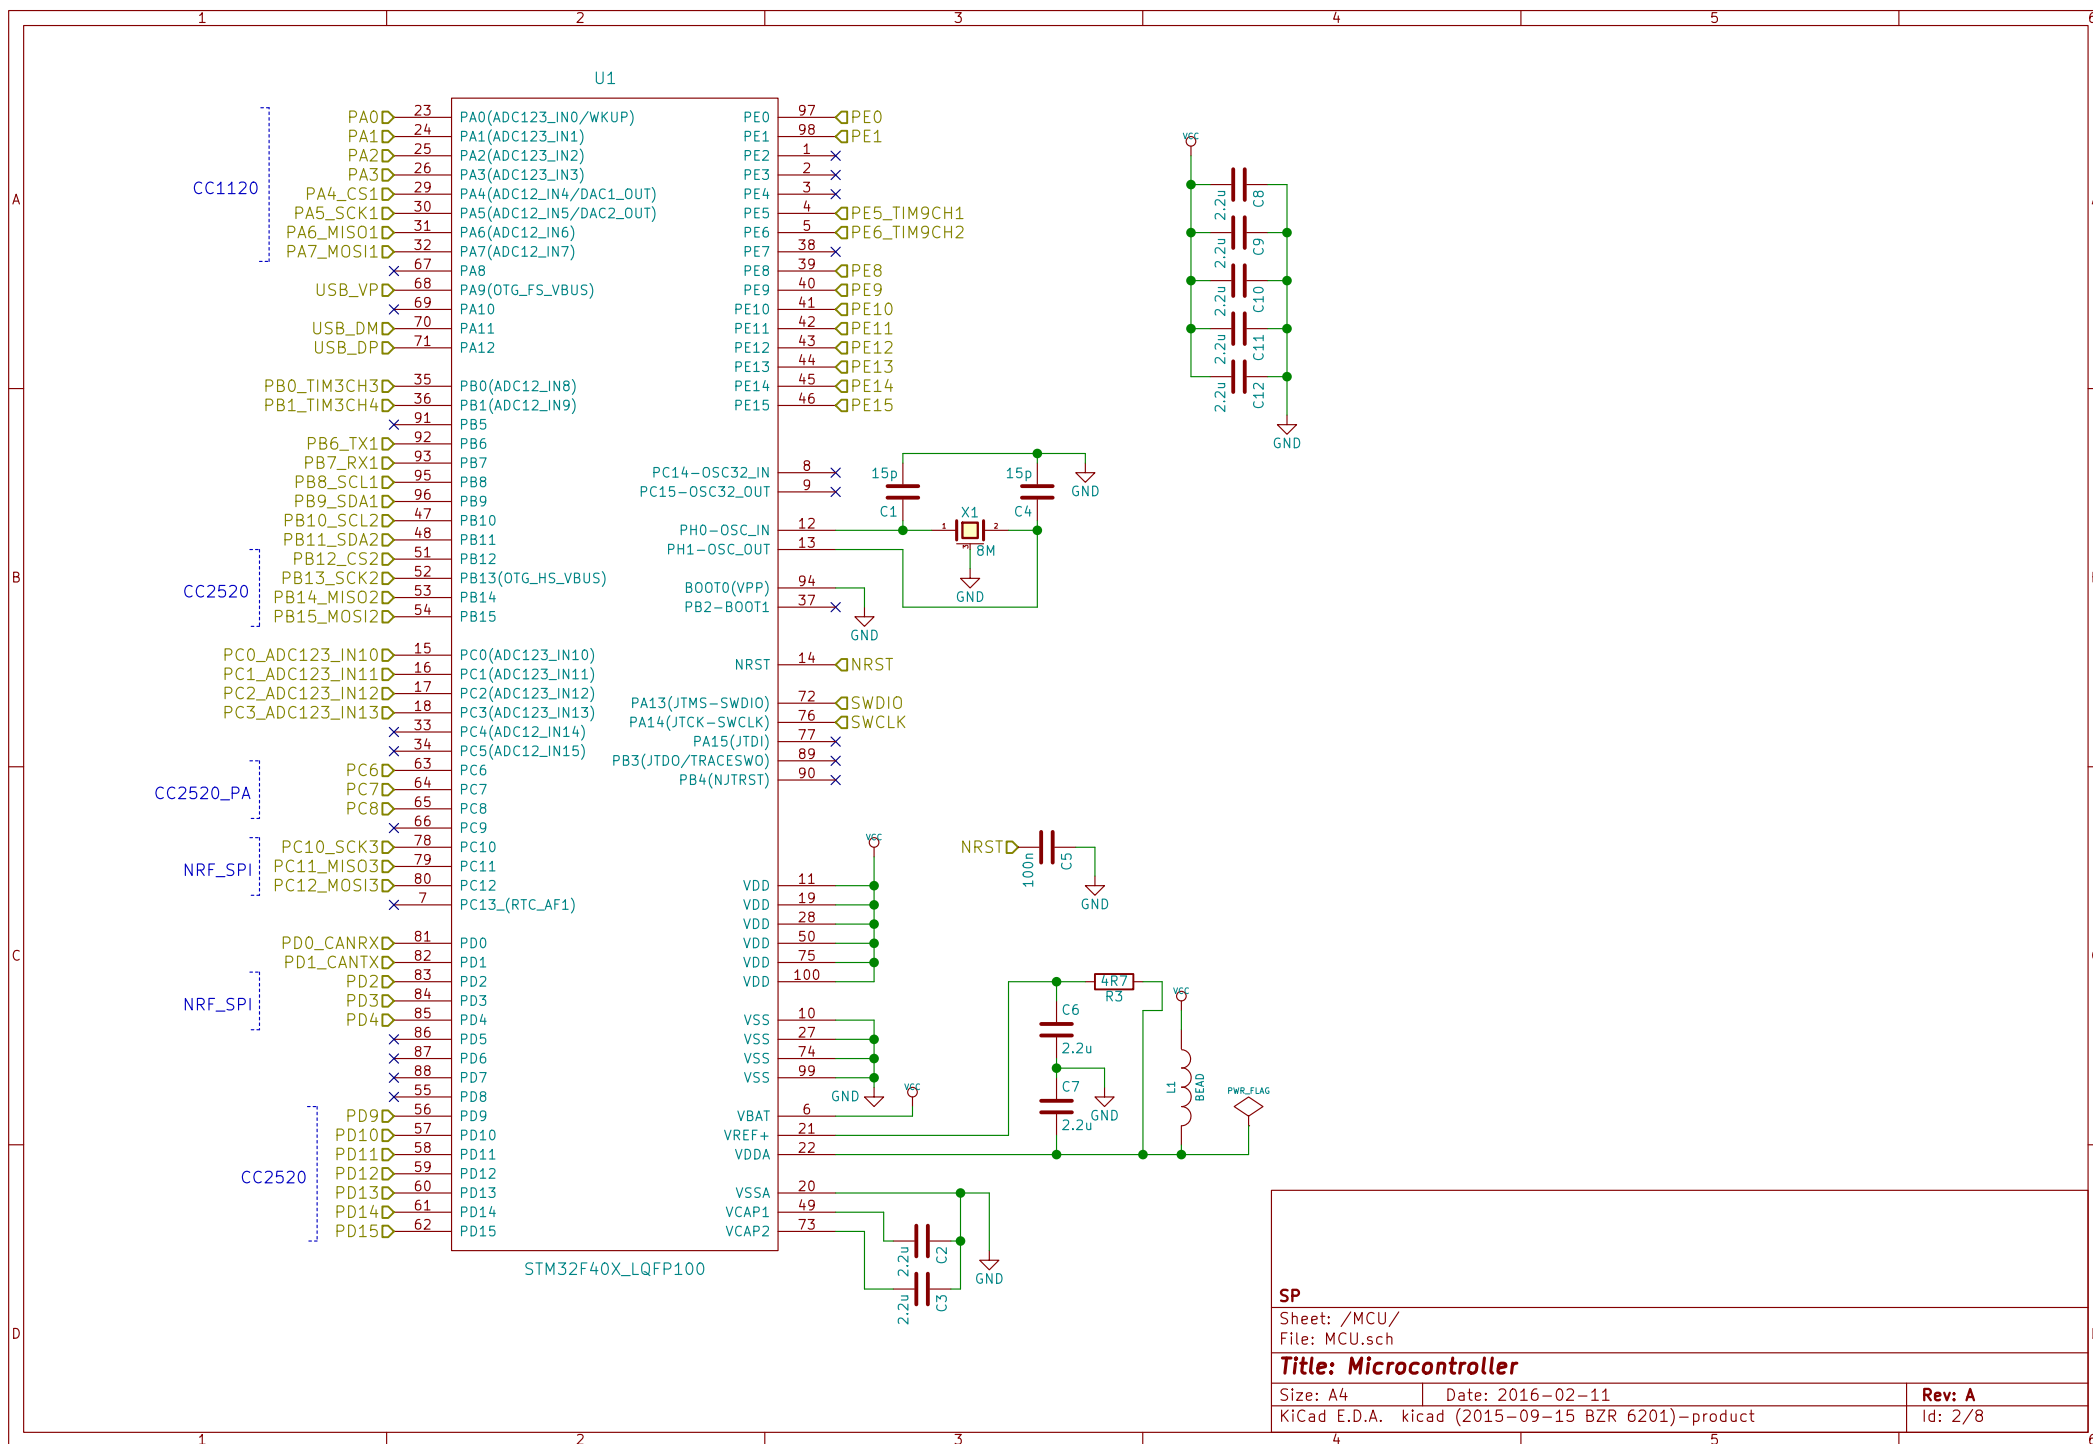 1 2 3 4 5 6
U1
PA0 23 PA0(ADC123_IN0/WKUP)
PA1 24 PA1(ADC123_IN1)
PA2 25 PA2(ADC123_IN2)
PA3 26 PA3(ADC123_IN3)
CC1120
PA4_CS1 29 PA4(ADC12_IN4/DAC1_OUT)
PA5_SCK1 30 PA5(ADC12_IN5/DAC2_OUT)
PA6_MISO1 31 PA6(ADC12_IN6)
PA7_MOSI1 32 PA7(ADC12_IN7)
67 PA8
USB_VP 68 PA9(OTG_FS_VBUS)
69 PA10
USB_DM 70 PA11
USB_DP 71 PA12
PB0_TIM3CH3 35 PB0(ADC12_IN8)
PB1_TIM3CH4 36 PB1(ADC12_IN9)
91 PB5
PB6_TX1 92 PB6
PB7_RX1 93 PB7
PB8_SCL1 95 PB8
PB9_SDA1 96 PB9
PB10_SCL2 47 PB10
PB11_SDA2 48 PB11
PB12_CS2 51 PB12
PB13_SCK2 52 PB13(OTG_HS_VBUS)
CC2520
PB14_MISO2 53 PB14
PB15_MOSI2 54 PB15
PC0_ADC123_IN10 15 PC0(ADC123_IN10)
PC1_ADC123_IN11 16 PC1(ADC123_IN11)
PC2_ADC123_IN12 17 PC2(ADC123_IN12)
PC3_ADC123_IN13 18 PC3(ADC123_IN13)
33 PC4(ADC12_IN14)
34 PC5(ADC12_IN15)
PC6 63 PC6
PC7 64 PC7
CC2520_PA
PC8 65 PC8
66 PC9
PC10_SCK3 78 PC10
PC11_MISO3 79 PC11
NRF_SPI
PC12_MOSI3 80 PC12
7 PC13_(RTC_AF1)
PD0_CANRX 81 PD0
PD1_CANTX 82 PD1
PD2 83 PD2
PD3 84 PD3
NRF_SPI
PD4 85 PD4
86 PD5
87 PD6
88 PD7
55 PD8
PD9 56 PD9
PD10 57 PD10
PD11 58 PD11
CC2520
PD12 59 PD12
PD13 60 PD13
PD14 61 PD14
PD15 62 PD15
PE0 97 PE0
PE1 98 PE1
PE2 1
PE3 2
PE4 3
PE5 4 PE5_TIM9CH1
PE6 5 PE6_TIM9CH2
PE7 38
PE8 39 PE8
PE9 40 PE9
PE10 41 PE10
PE11 42 PE11
PE12 43 PE12
PE13 44 PE13
PE14 45 PE14
PE15 46 PE15
PC14-OSC32_IN 8
PC15-OSC32_OUT 9
PH0-OSC_IN 12
PH1-OSC_OUT 13
BOOT0(VPP) 94
PB2-BOOT1 37
GND
NRST 14 NRST
PA13(JTMS-SWDIO) 72 SWDIO
PA14(JTCK-SWCLK) 76 SWCLK
PA15(JTDI) 77
PB3(JTDO/TRACESWO) 89
PB4(NJTRST) 90
VCC
VDD 11
VDD 19
VDD 28
VDD 50
VDD 75
VDD 100
VSS 10
VSS 27
VSS 74
VSS 99
GND
VCC
VBAT 6
VREF+ 21
VDDA 22
VSSA 20
VCAP1 49
VCAP2 73
STM32F40X_LQFP100
2.2u C2
2.2u C3
GND
15p C1
15p C4
GND
X1
1 2
3
8M
GND
VCC
2.2u C8
2.2u C9
2.2u C10
2.2u C11
2.2u C12
GND
NRST 100n C5
GND
4R7
R3
C6
2.2u
C7
2.2u
GND
VCC
L1 BEAD
PWR_FLAG
A
B
C
D
SP
Sheet: /MCU/
File: MCU.sch
Title: Microcontroller
Size: A4 Date: 2016-02-11 Rev: A
KiCad E.D.A. kicad (2015-09-15 BZR 6201)-product Id: 2/8
1 2 3 4 5 6